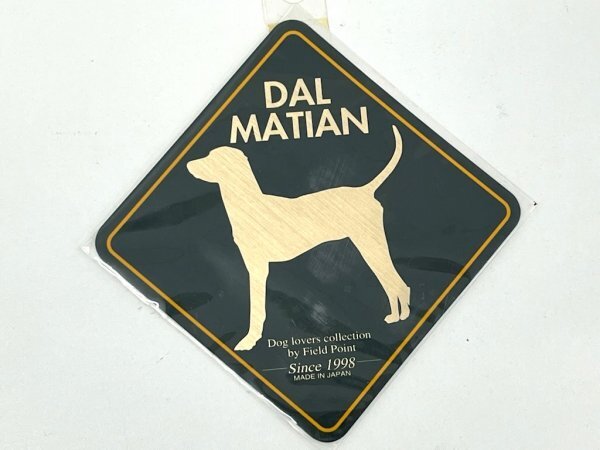 DAL
MATIAN
Dog lovers collection
by Field Point
Since 1998
MADE IN JAPAN